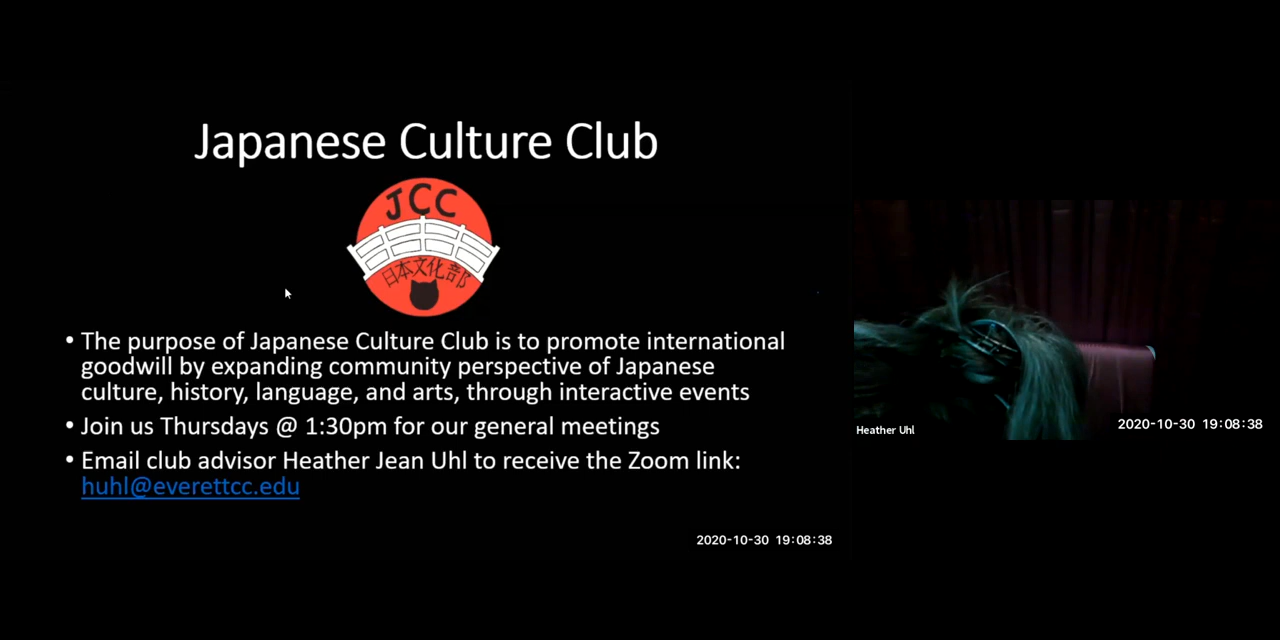 Japanese Culture Club
JCC
日本文化部
• The purpose of Japanese Culture Club is to promote international
goodwill by expanding community perspective of Japanese
culture, history, language, and arts, through interactive events
• Join us Thursdays @ 1:30pm for our general meetings
• Email club advisor Heather Jean Uhl to receive the Zoom link:
huhl@everettcc.edu
2020-10-30 19:08:38
Heather Uhl
2020-10-30 19:08:38